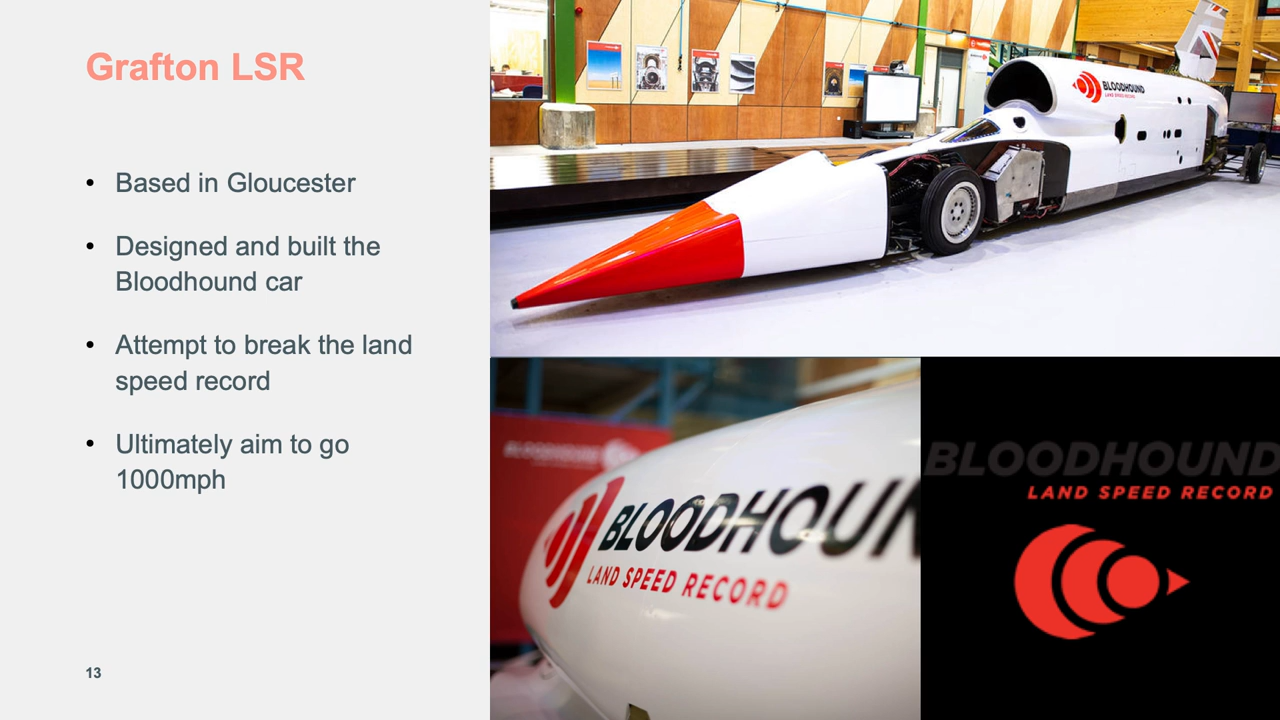 Grafton LSR
• Based in Gloucester
• Designed and built the
Bloodhound car
• Attempt to break the land
speed record
• Ultimately aim to go
1000mph
13
BLOODHOUND
LAND SPEED RECORD
BLOODHOUND
BLOODHOUN
LAND SPEED RECORD
BLOODHOUND
LAND SPEED RECORD